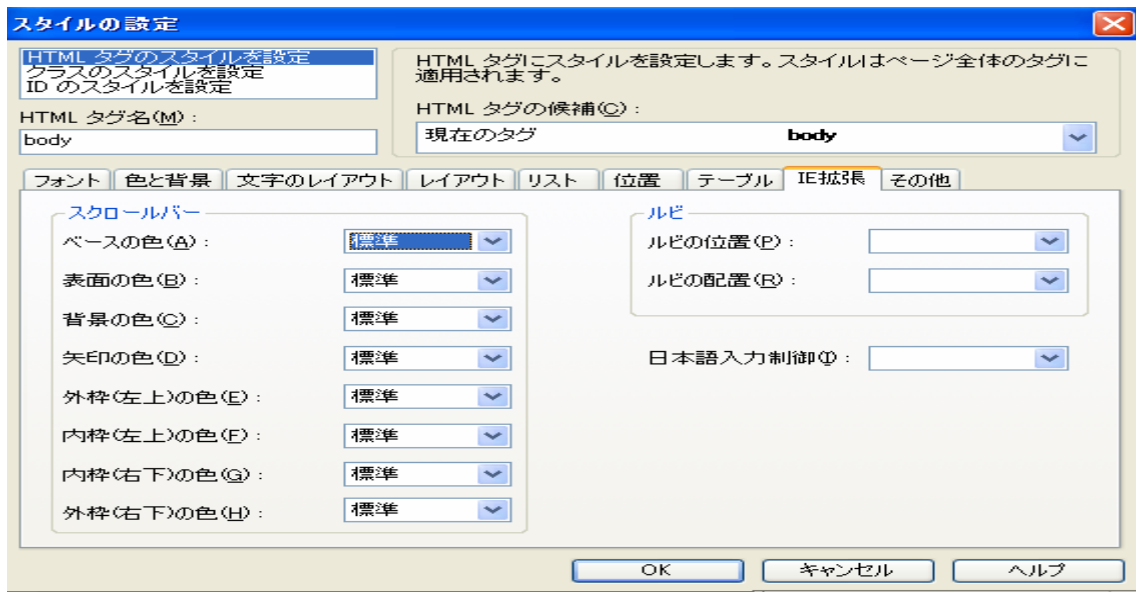 スタイルの設定
HTML タグのスタイルを設定
クラスのスタイルを設定
ID のスタイルを設定
HTML タグ名(M):
body
HTML タグにスタイルを設定します。スタイルはページ全体のタグに
適用されます。
HTML タグの候補(C):
現在のタグ body
フォント 色と背景 文字のレイアウト レイアウト リスト 位置 テーブル IE拡張 その他
スクロールバー
ベースの色(A): 標準
表面の色(B): 標準
背景の色(C): 標準
矢印の色(D): 標準
外枠(左上)の色(E): 標準
内枠(左上)の色(F): 標準
内枠(右下)の色(G): 標準
外枠(右下)の色(H): 標準
ルビ
ルビの位置(P):
ルビの配置(R):
日本語入力制御(I):
OK キャンセル ヘルプ